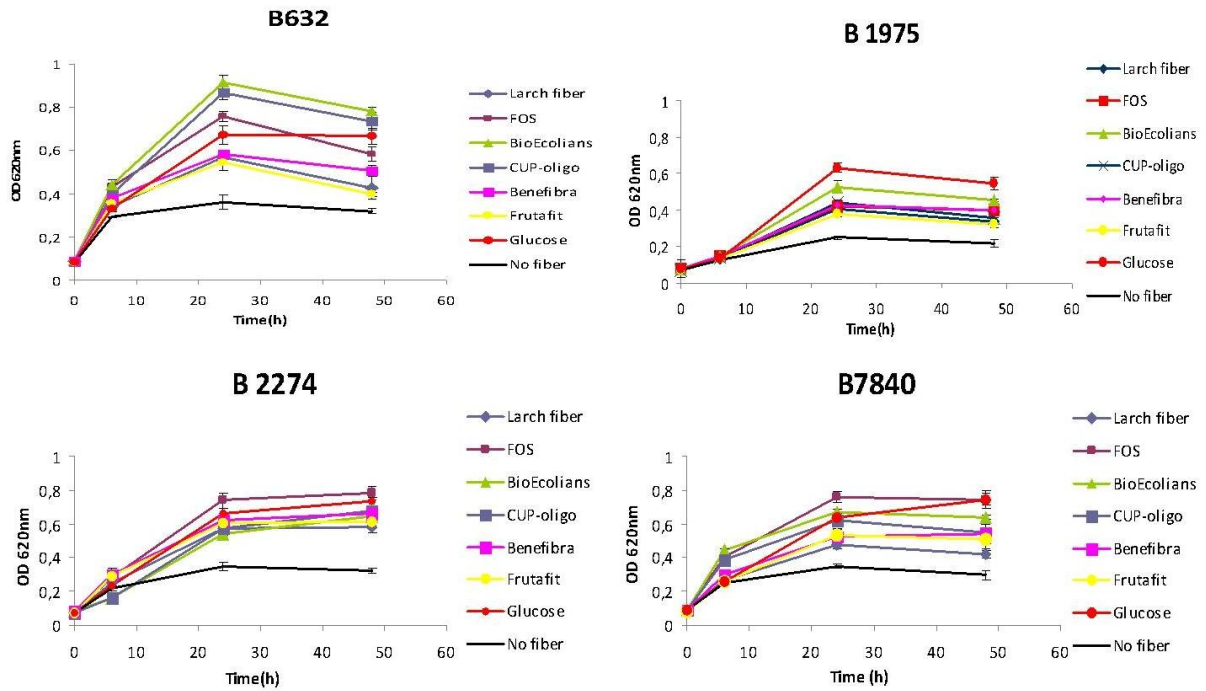 B632
1
0,8
0,6
0,4
0,2
0
OD620nm
0
10
20
30
40
50
60
Time(h)
Larch fiber
FOS
BioEcolians
CUP-oligo
Benefibra
Frutafit
Glucose
No fiber
B 1975
1
0,8
0,6
0,4
0,2
0
OD 620nm
0
10
20
30
40
50
60
Time(h)
Larch fiber
FOS
BioEcolians
CUP-oligo
Benefibra
Frutafit
Glucose
No fiber
B 2274
1
0,8
0,6
0,4
0,2
0
OD 620nm
0
10
20
30
40
50
60
Time(h)
Larch fiber
FOS
BioEcolians
CUP-oligo
Benefibra
Frutafit
Glucose
No fiber
B7840
1
0,8
0,6
0,4
0,2
0
OD 620nm
0
10
20
30
40
50
60
Time(h)
Larch fiber
FOS
BioEcolians
CUP-oligo
Benefibra
Frutafit
Glucose
No fiber